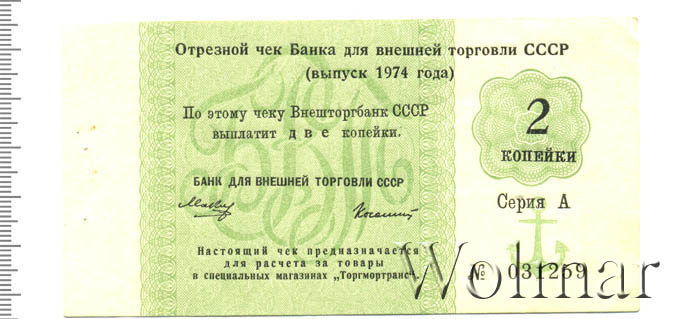 Отрезной чек Банка для внешней торговли СССР
(выпуск 1974 года)
По этому чеку Внешторгбанк СССР
выплатит две копейки.
2
КОПЕЙКИ
БАНК ДЛЯ ВНЕШНЕЙ ТОРГОВЛИ СССР
Серия А
Настоящий чек предназначается
для расчета за товары
в специальных магазинах „Торгмортранс“.
№ 031259
Wolmar